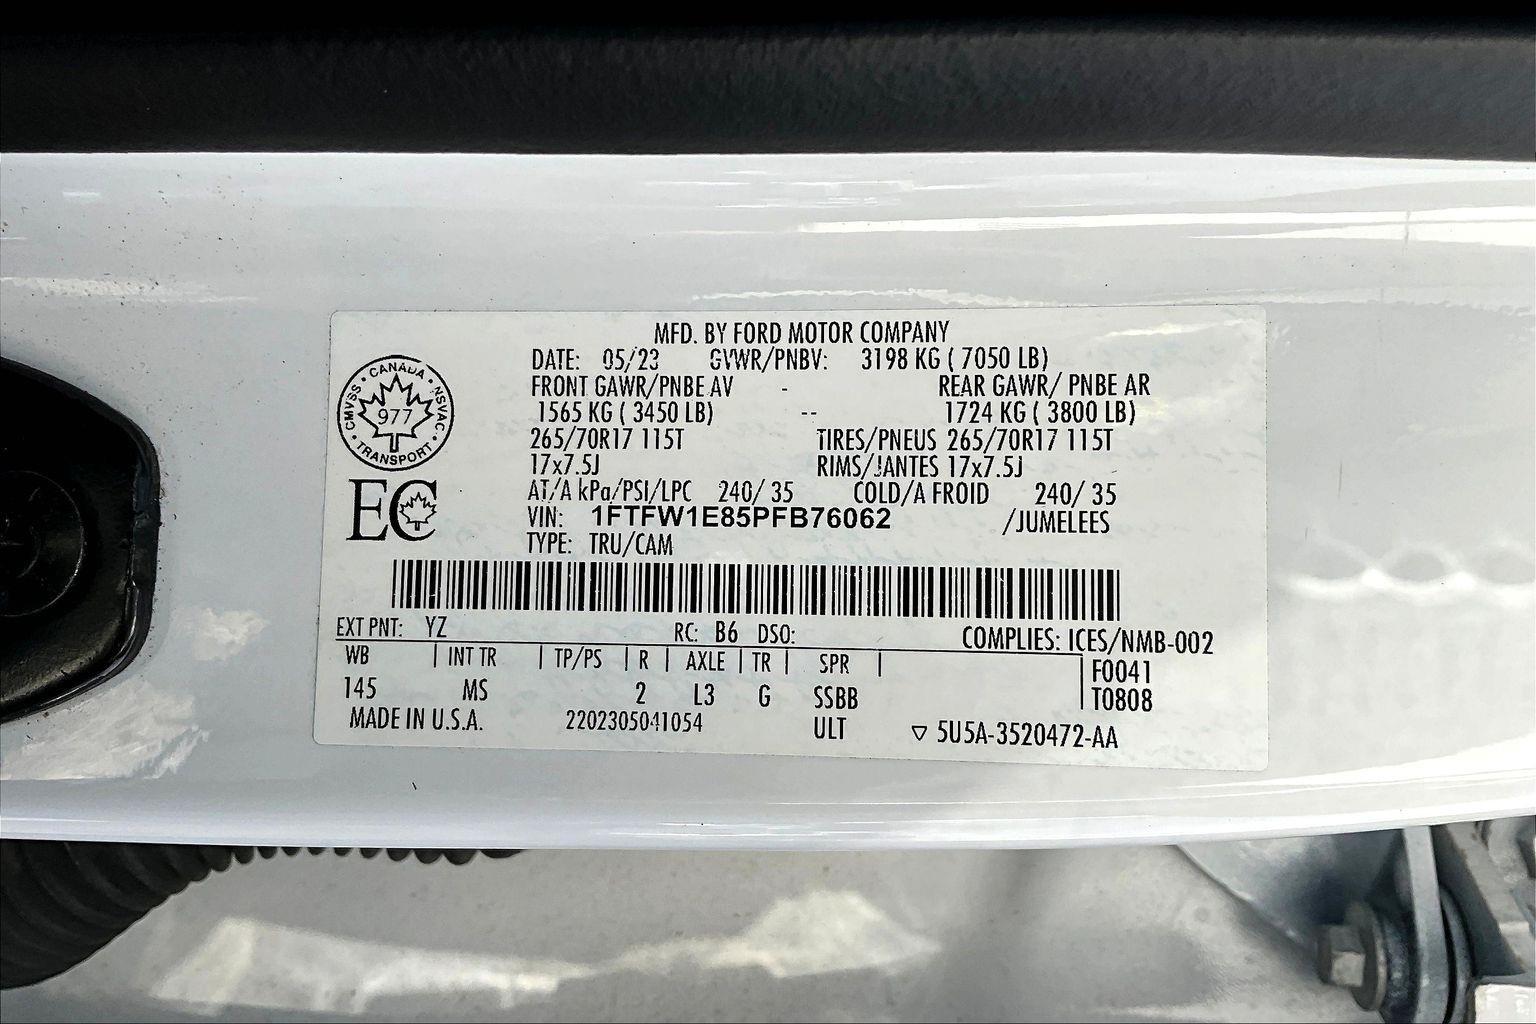 MFD. BY FORD MOTOR COMPANY
DATE: 05/23 GVWR/PNBV: 3198 KG ( 7050 LB)
FRONT GAWR/PNBE AV - REAR GAWR/ PNBE AR
1565 KG ( 3450 LB) -- 1724 KG ( 3800 LB)
265/70R17 115T TIRES/PNEUS 265/70R17 115T
17x7.5J RIMS/JANTES 17x7.5J
AT/A kPa/PSI/LPC 240/ 35 COLD/A FROID 240/ 35
VIN: 1FTFW1E85PFB76062 /JUMELEES
TYPE: TRU/CAM
CANADA
CMVSS · NSVAC
977
TRANSPORT
EC
EXT PNT: YZ RC: B6 DSO: COMPLIES: ICES/NMB-002
WB | INT TR | TP/PS | R | AXLE | TR | SPR | F0041
145 MS 2 L3 G SSBB T0808
MADE IN U.S.A. 2202305041054 ULT ▽ 5U5A-3520472-AA